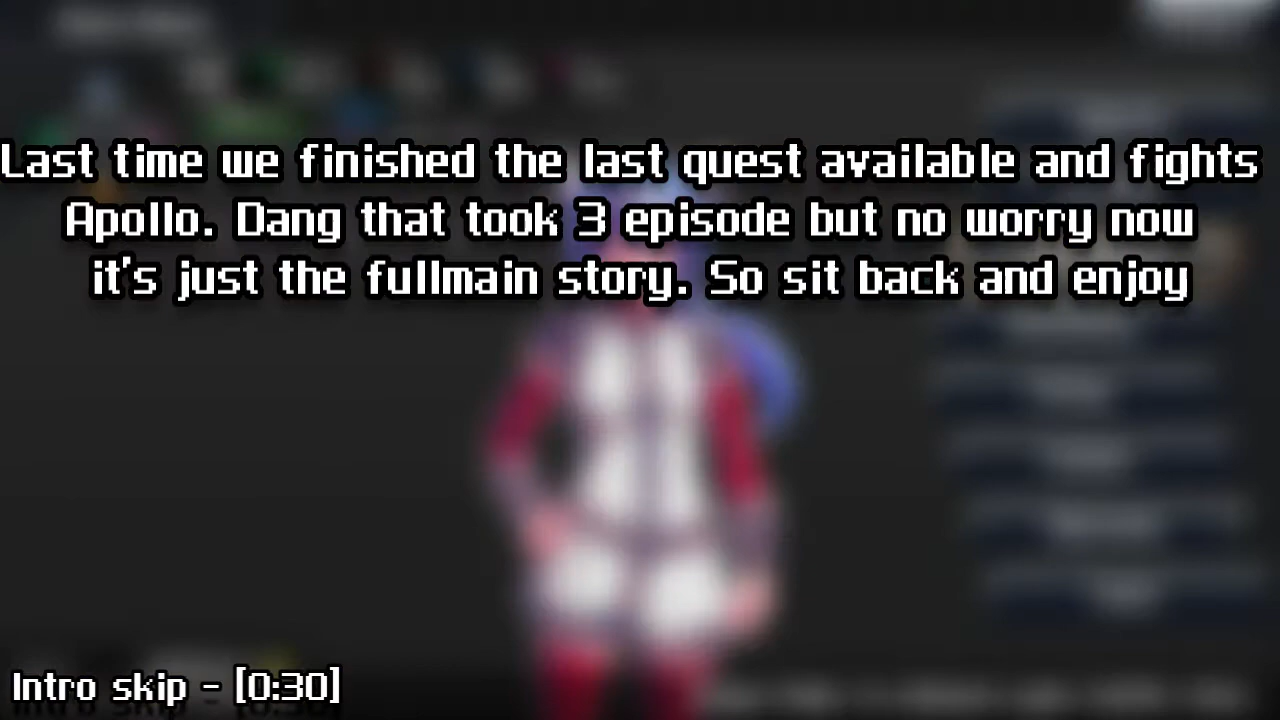 Last time we finished the last quest available and fights
Apollo. Dang that took 3 episode but no worry now
it's just the fullmain story. So sit back and enjoy
Intro skip - [0:30]